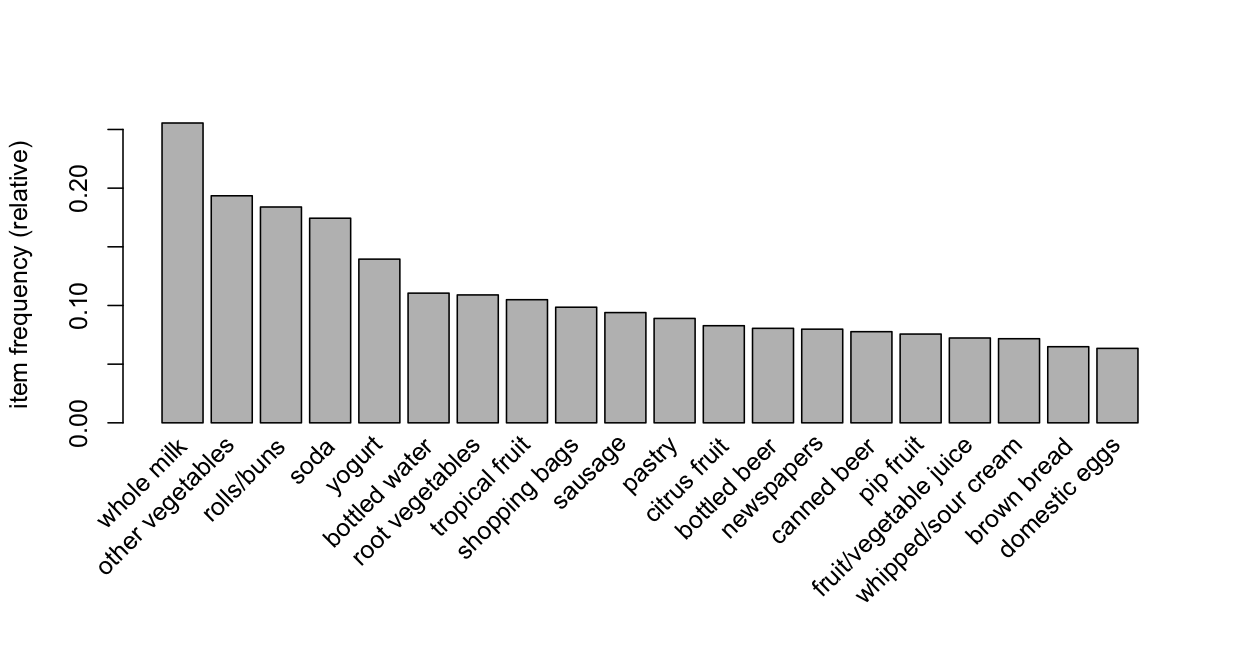 item frequency (relative)
0.20
0.10
0.00
whole milk
other vegetables
rolls/buns
soda
yogurt
bottled water
root vegetables
tropical fruit
shopping bags
sausage
pastry
citrus fruit
bottled beer
newspapers
canned beer
pip fruit
fruit/vegetable juice
whipped/sour cream
brown bread
domestic eggs